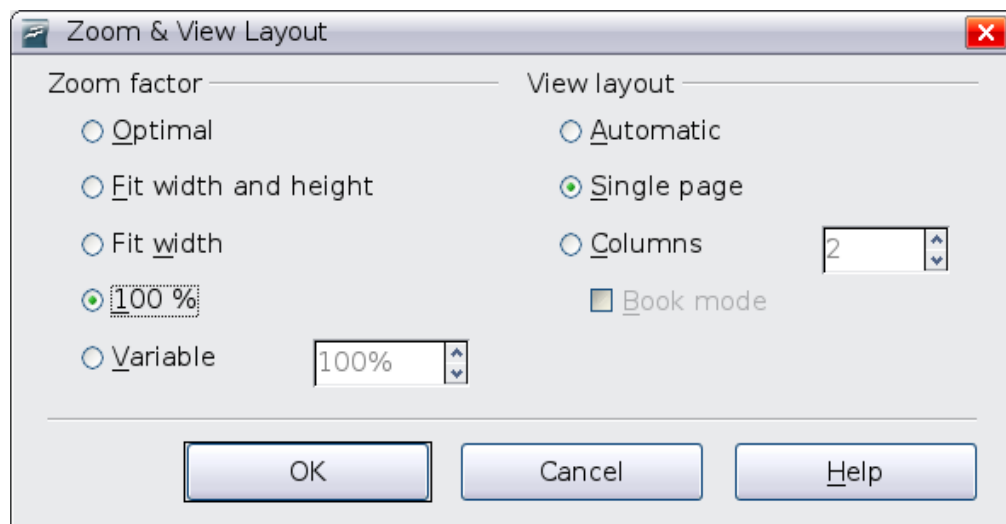 Zoom & View Layout
Zoom factor
Optimal
Fit width and height
Fit width
100 %
Variable 100%
View layout
Automatic
Single page
Columns 2
Book mode
OK Cancel Help